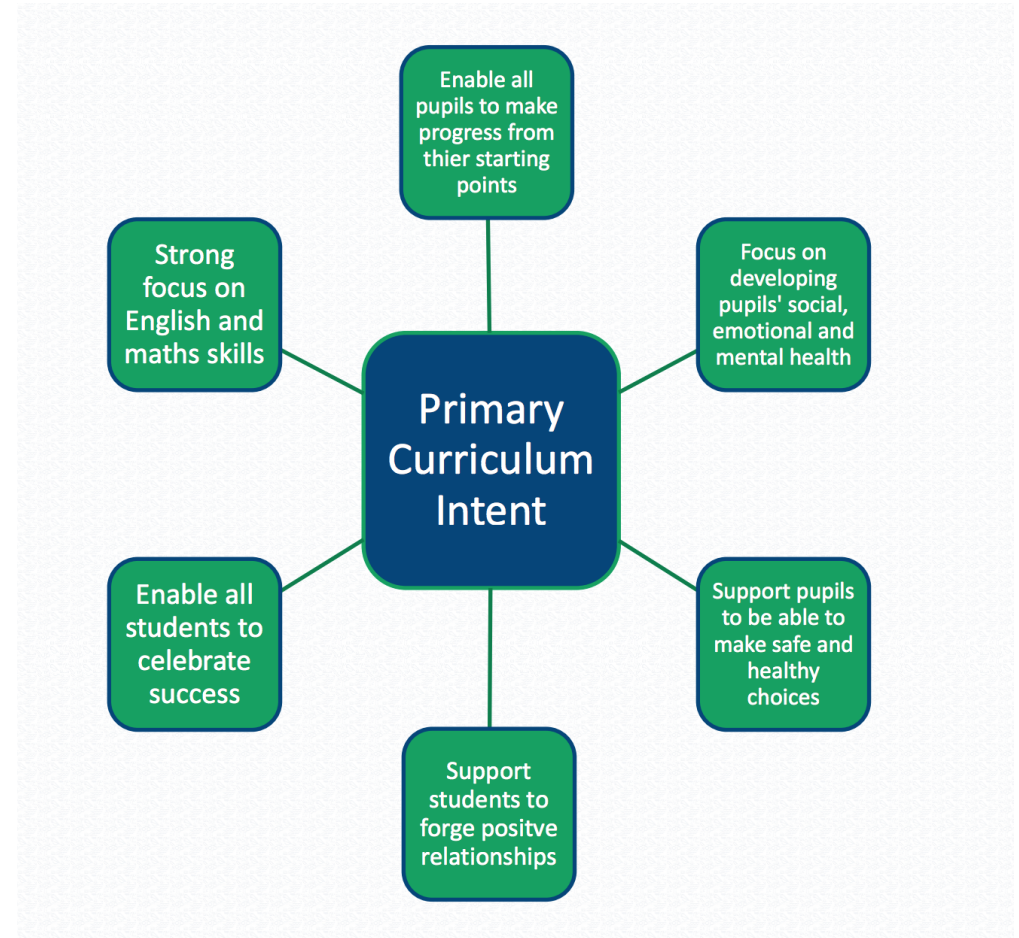 Enable all
pupils to make
progress from
thier starting
points
Strong
focus on
English and
maths skills
Focus on
developing
pupils' social,
emotional and
mental health
Primary
Curriculum
Intent
Enable all
students to
celebrate
success
Support pupils
to be able to
make safe and
healthy
choices
Support
students to
forge positve
relationships